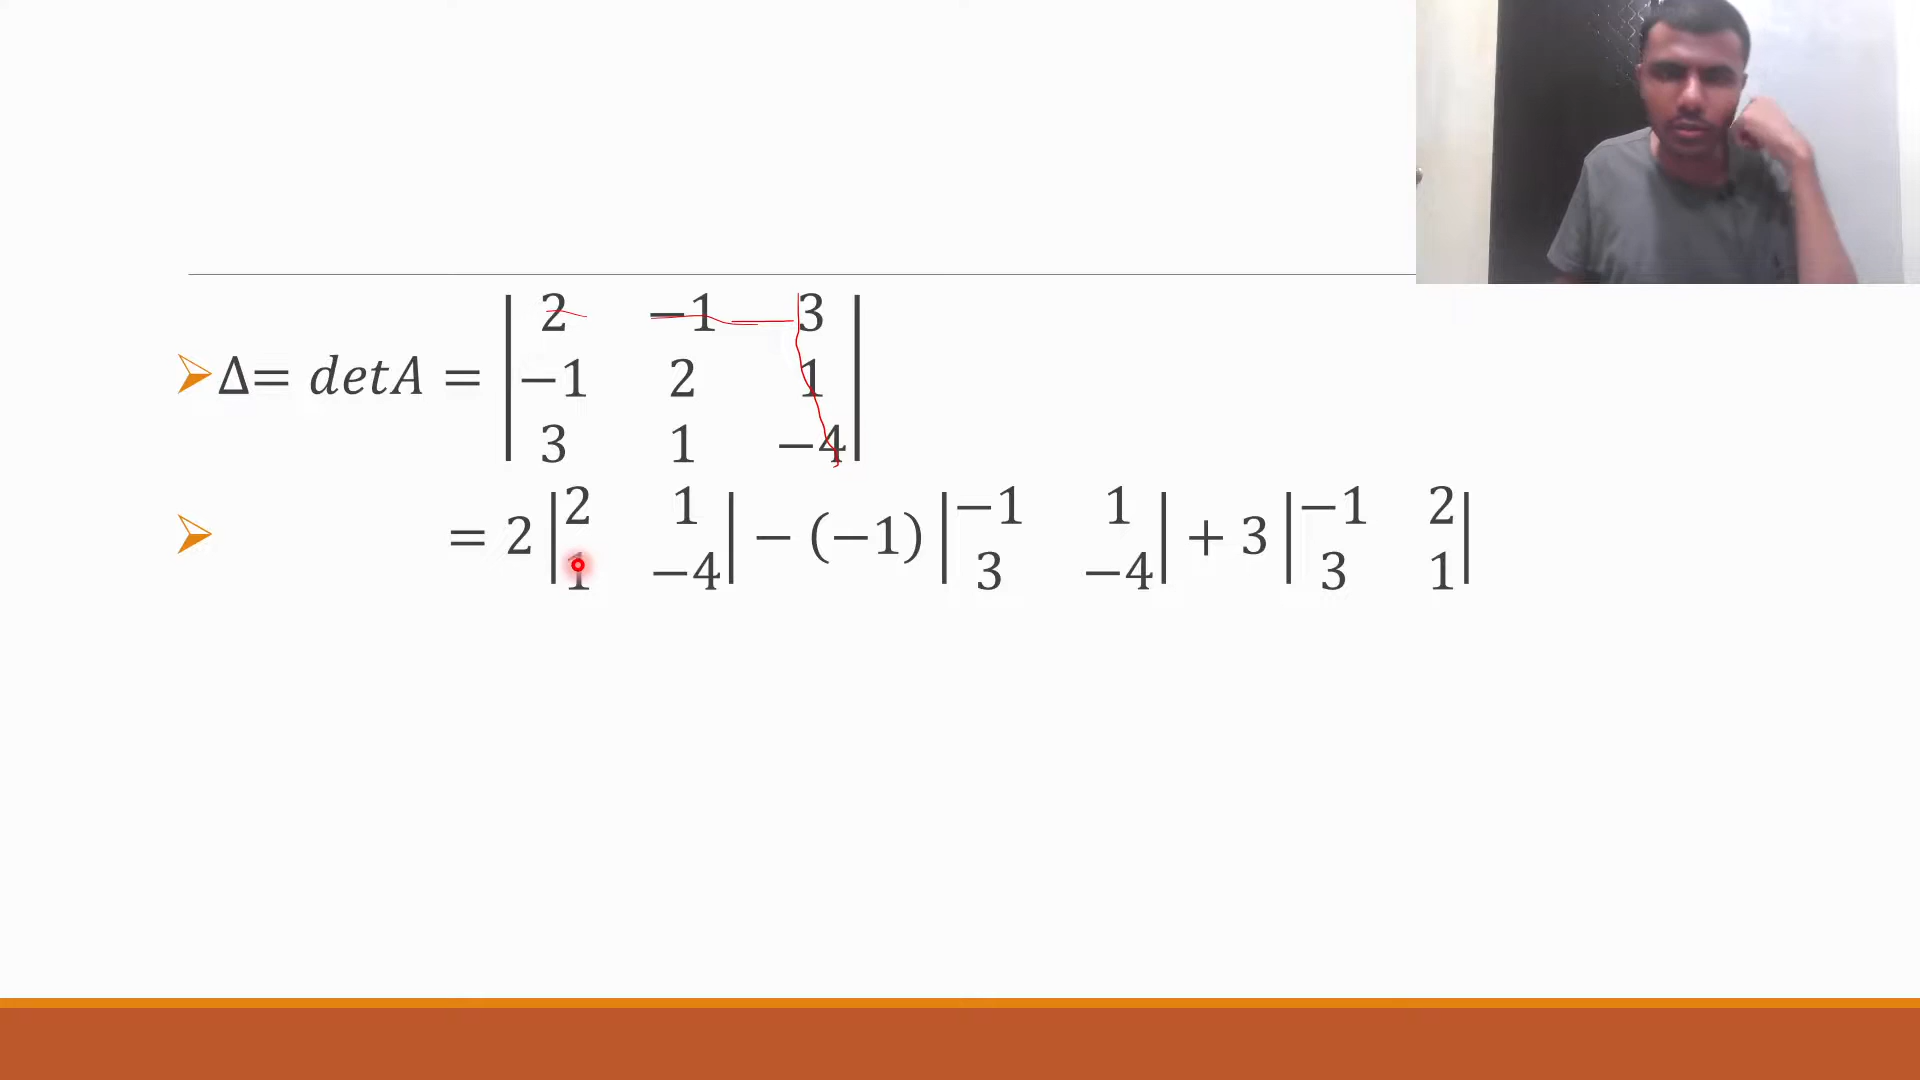 Δ= detA = |2 −1 3|
|−1 2 1|
|3 1 −4|
= 2 |2 1| − (−1) |−1 1| + 3 |−1 2|
|1 −4| |3 −4| |3 1|